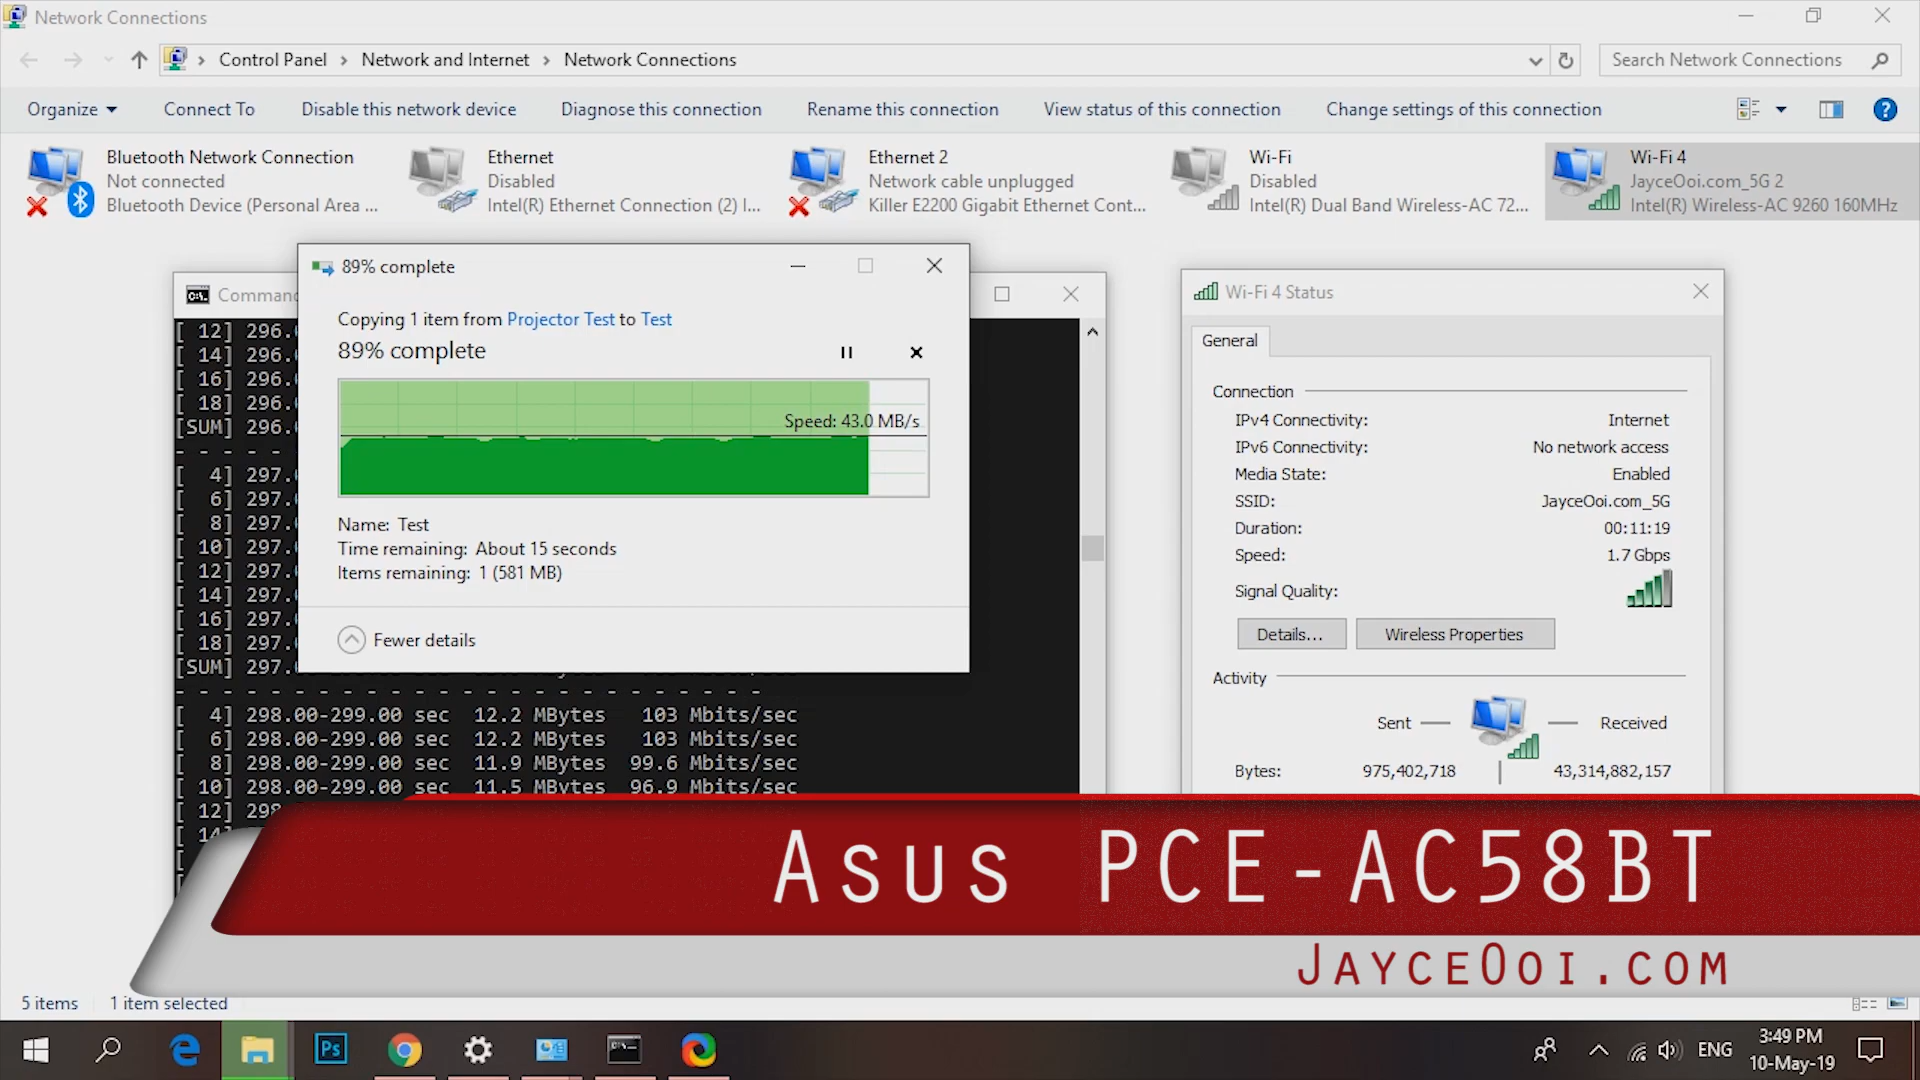 Network Connections
Control Panel > Network and Internet > Network Connections
Search Network Connections
Organize Connect To Disable this network device Diagnose this connection Rename this connection View status of this connection Change settings of this connection
Bluetooth Network Connection
Not connected
Bluetooth Device (Personal Area ...
Ethernet
Disabled
Intel(R) Ethernet Connection (2) I...
Ethernet 2
Network cable unplugged
Killer E2200 Gigabit Ethernet Cont...
Wi-Fi
Disabled
Intel(R) Dual Band Wireless-AC 72...
Wi-Fi 4
JayceOoi.com_5G 2
Intel(R) Wireless-AC 9260 160MHz
89% complete
Copying 1 item from Projector Test to Test
89% complete
Speed: 43.0 MB/s
Name: Test
Time remaining: About 15 seconds
Items remaining: 1 (581 MB)
Fewer details
[ 12] 296.
[ 14] 296.
[ 16] 296.
[ 18] 296.
[SUM] 296.
- - - - -
[ 4] 297.
[ 6] 297.
[ 8] 297.
[ 10] 297.
[ 12] 297.
[ 14] 297.
[ 16] 297.
[ 18] 297.
[SUM] 297.
- - - - - - - - - - - - - - - - - - - - - - - - -
[ 4] 298.00-299.00 sec 12.2 MBytes 103 Mbits/sec
[ 6] 298.00-299.00 sec 12.2 MBytes 103 Mbits/sec
[ 8] 298.00-299.00 sec 11.9 MBytes 99.6 Mbits/sec
[ 10] 298.00-299.00 sec 11.5 MBytes 96.9 Mbits/sec
[ 12] 298
[ 14
Wi-Fi 4 Status
General
Connection
IPv4 Connectivity: Internet
IPv6 Connectivity: No network access
Media State: Enabled
SSID: JayceOoi.com_5G
Duration: 00:11:19
Speed: 1.7 Gbps
Signal Quality:
Details... Wireless Properties
Activity
Sent — — Received
Bytes: 975,402,718 | 43,314,882,157
Asus PCE-AC58BT
JayceOoi.com
5 items 1 item selected
Ps
ENG
3:49 PM
10-May-19